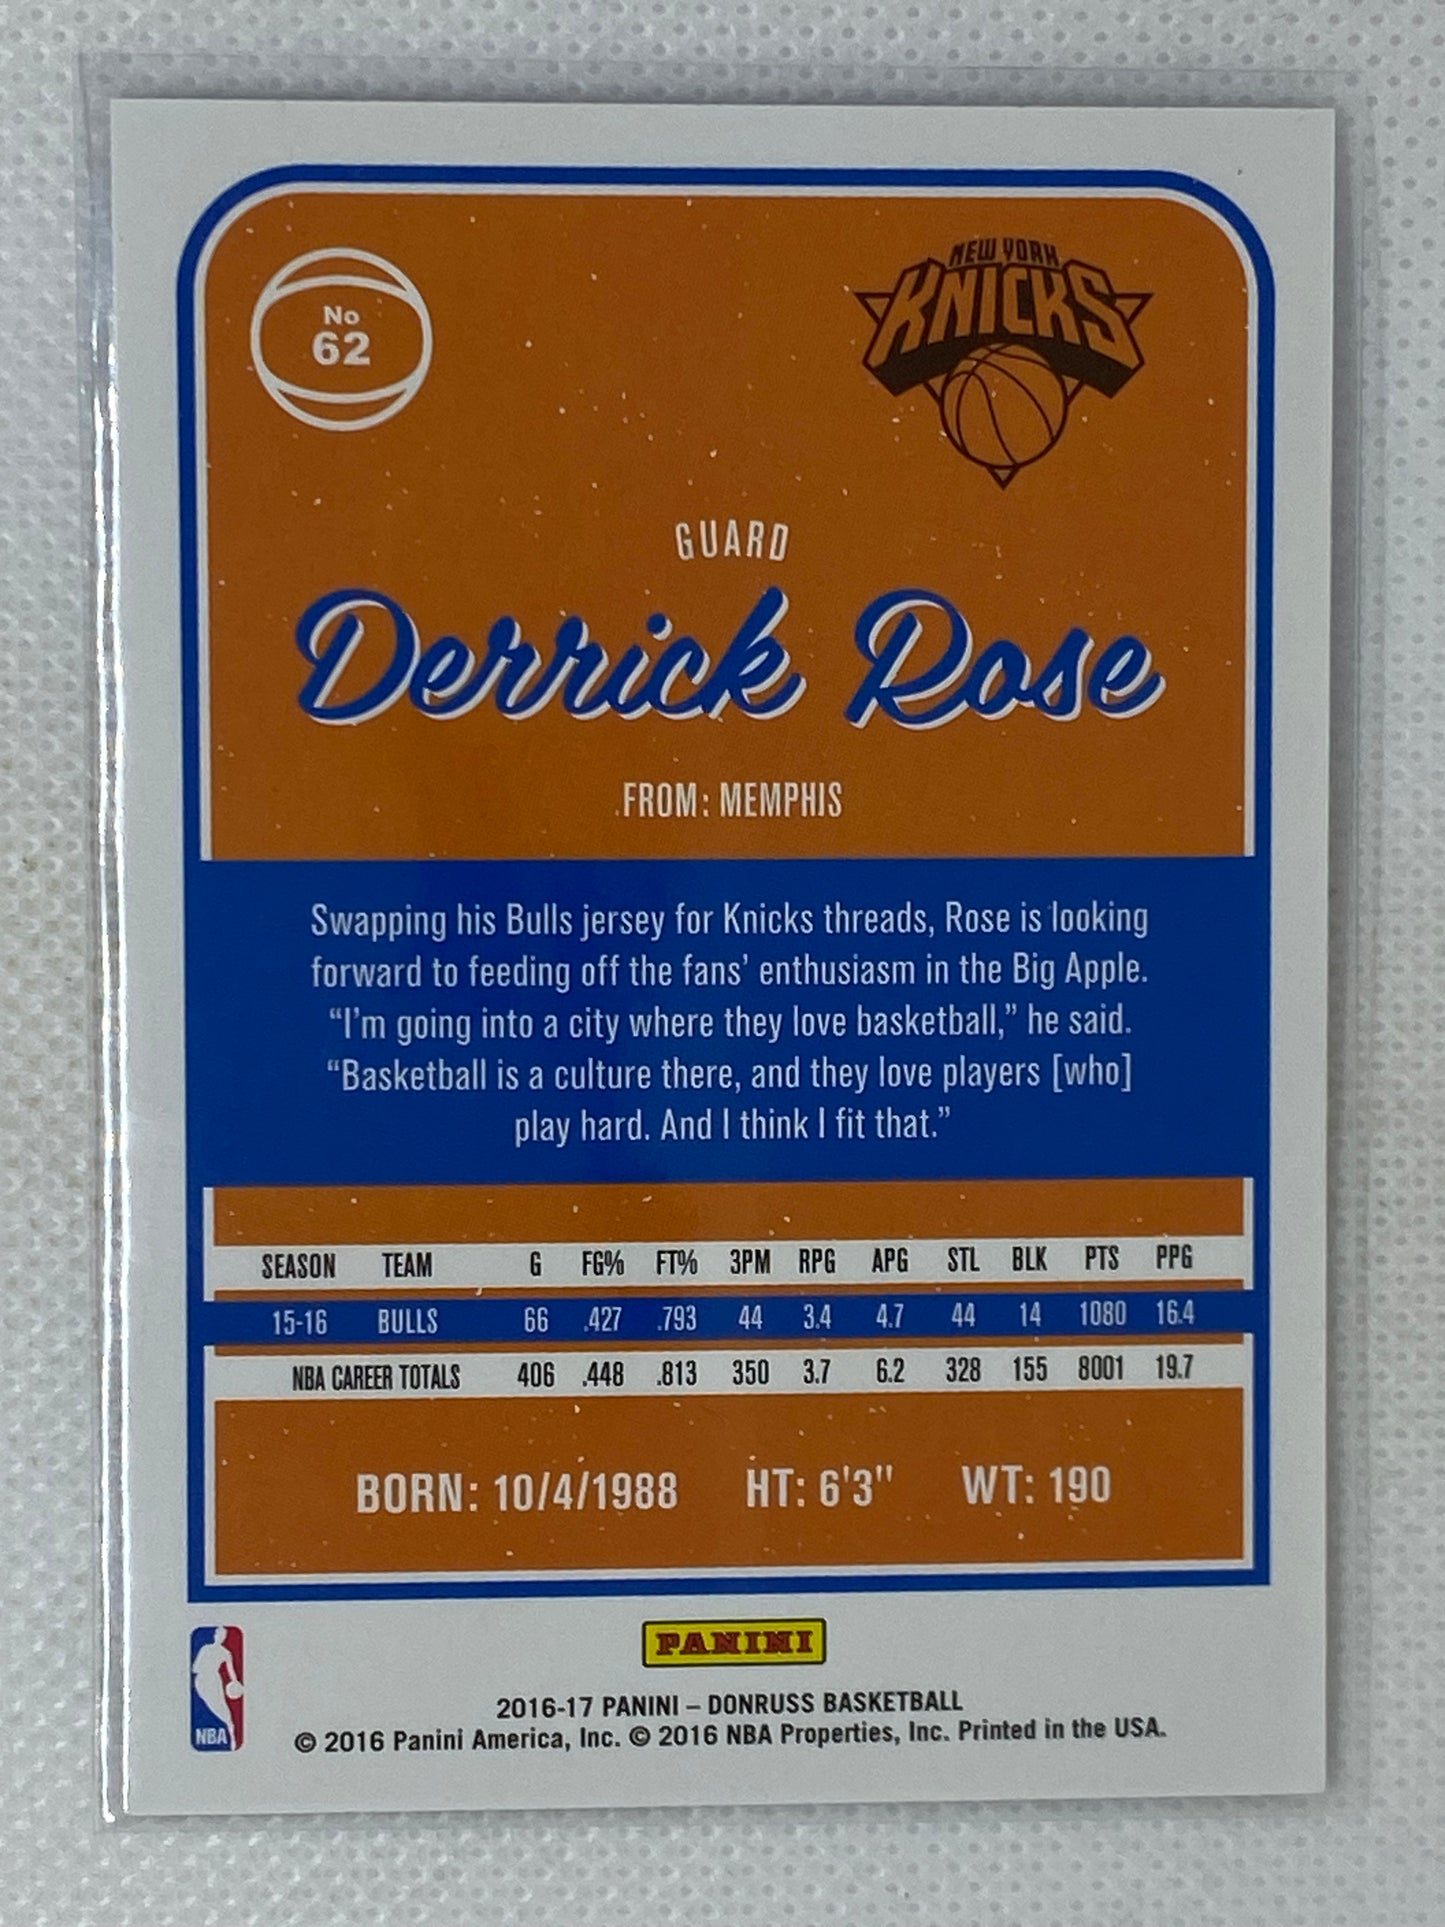 No
62
NEW YORK
KNICKS
GUARD
Derrick Rose
FROM: MEMPHIS
Swapping his Bulls jersey for Knicks threads, Rose is looking
forward to feeding off the fans’ enthusiasm in the Big Apple.
“I’m going into a city where they love basketball,” he said.
“Basketball is a culture there, and they love players [who]
play hard. And I think I fit that.”
SEASON TEAM G FG% FT% 3PM RPG APG STL BLK PTS PPG
15-16 BULLS 66 .427 .793 44 3.4 4.7 44 14 1080 16.4
NBA CAREER TOTALS 406 .448 .813 350 3.7 6.2 328 155 8001 19.7
BORN: 10/4/1988 HT: 6'3" WT: 190
NBA
PANINI
2016-17 PANINI – DONRUSS BASKETBALL
© 2016 Panini America, Inc. © 2016 NBA Properties, Inc. Printed in the USA.